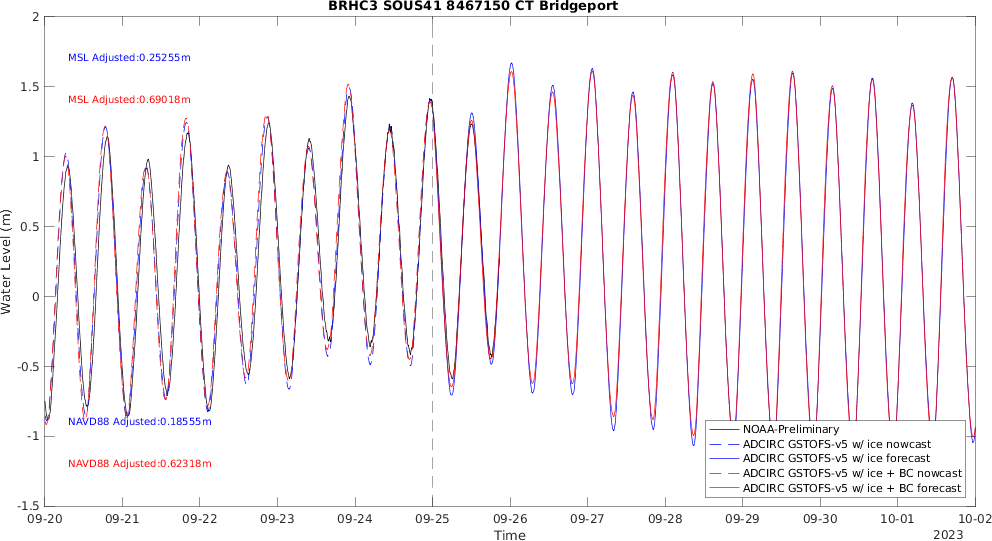 BRHC3 SOUS41 8467150 CT Bridgeport
2
1.5
1
0.5
0
-0.5
-1
-1.5
Water Level (m)
MSL Adjusted:0.25255m
MSL Adjusted:0.69018m
NAVD88 Adjusted:0.18555m
NAVD88 Adjusted:0.62318m
NOAA-Preliminary
ADCIRC GSTOFS-v5 w/ ice nowcast
ADCIRC GSTOFS-v5 w/ ice forecast
ADCIRC GSTOFS-v5 w/ ice + BC nowcast
ADCIRC GSTOFS-v5 w/ ice + BC forecast
09-20 09-21 09-22 09-23 09-24 09-25 09-26 09-27 09-28 09-29 09-30 10-01 10-02
Time
2023